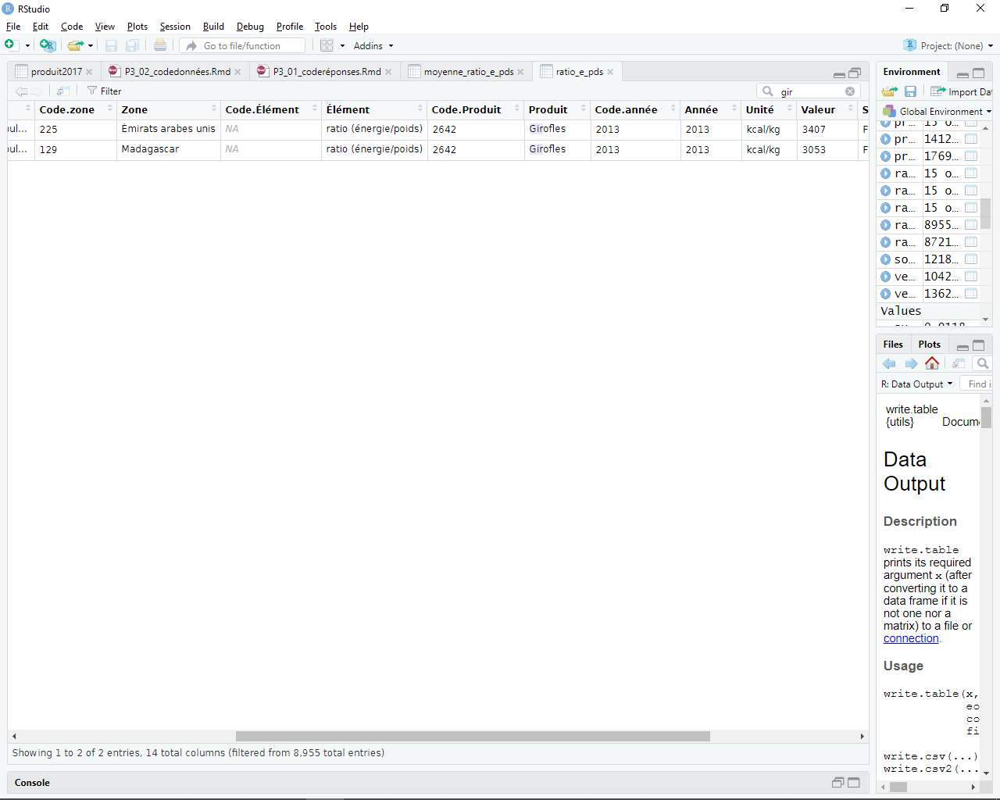 RStudio
File Edit Code View Plots Session Build Debug Profile Tools Help
Go to file/function Addins Project: (None)
produit2017 P3_02_codedonnées.Rmd P3_01_coderéponses.Rmd moyenne_ratio_e_pds ratio_e_pds
Filter gir
Code.zone Zone Code.Élément Élément Code.Produit Produit Code.année Année Unité Valeur S
oul... 225 Émirats arabes unis NA ratio (énergie/poids) 2642 Girofles 2013 2013 kcal/kg 3407 F
oul... 129 Madagascar NA ratio (énergie/poids) 2642 Girofles 2013 2013 kcal/kg 3053 F
Showing 1 to 2 of 2 entries, 14 total columns (filtered from 8,955 total entries)
Console
Environment
Import Dat
Global Environment
pr... 15 o...
pr... 1412...
pr... 1769...
ra... 15 o...
ra... 15 o...
ra... 15 o...
ra... 8955...
ra... 8721...
so... 1218...
ve... 1042...
ve... 1362...
Values
Files Plots
R: Data Output Find i
write.table
{utils} Docume
Data
Output
Description
write.table
prints its required
argument x (after
converting it to a
data frame if it is
not one nor a
matrix) to a file or
connection.
Usage
write.table(x,
eo
co
fi
write.csv(...)
write.csv2(...